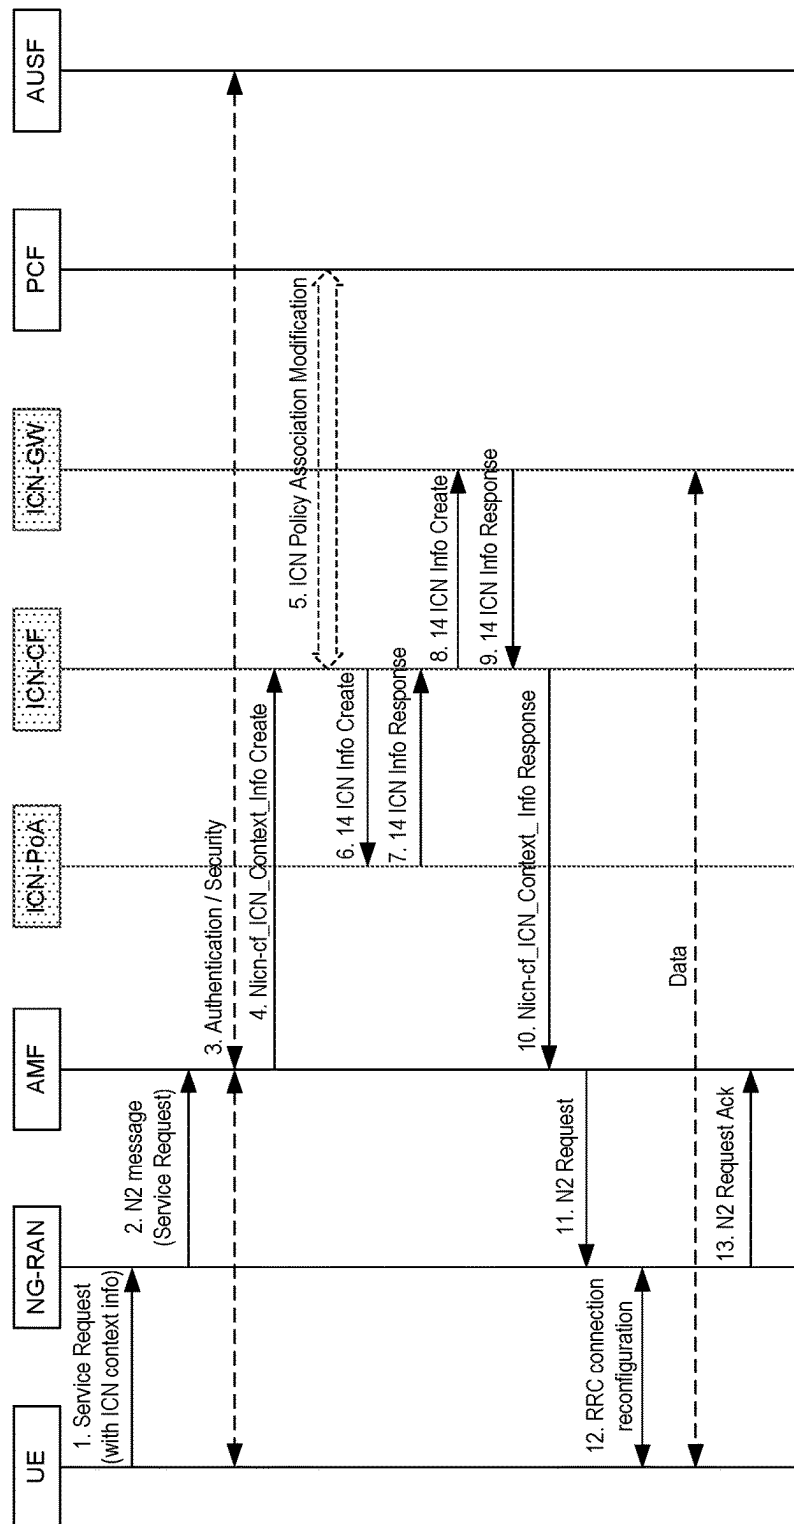 UE
NG-RAN
AMF
ICN-PoA
ICN-CF
ICN-GW
PCF
AUSF
1. Service Request
(with ICN context info)
2. N2 message
(Service Request)
3. Authentication / Security
4. Nicn-cf_ICN_Context_Info Create
5. ICN Policy Association Modification
6. 14 ICN Info Create
7. 14 ICN Info Response
8. 14 ICN Info Create
9. 14 ICN Info Response
10. Nicn-cf_ICN_Context_ Info Response
11. N2 Request
12. RRC connection
reconfiguration
Data
13. N2 Request Ack